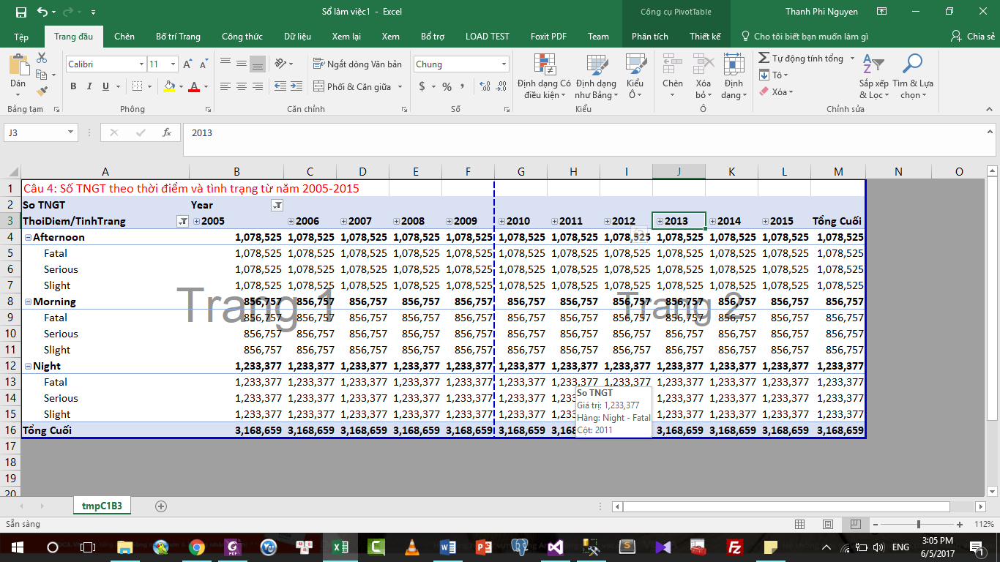 Sổ làm việc1 - Excel
Công cụ PivotTable
Thanh Phi Nguyen
Tệp Trang đầu Chèn Bố trí Trang Công thức Dữ liệu Xem lại Xem Bổ trợ LOAD TEST Foxit PDF Team Phân tích Thiết kế Cho tôi biết bạn muốn làm gì Chia sẻ
Dán
Bảng tạm
Calibri 11
B I U
Phông
Ngắt dòng Văn bản
Phối & Căn giữa
Căn chỉnh
Chung
$ % ,
Số
Định dạng Có điều kiện
Định dạng như Bảng
Kiểu Ô
Kiểu
Chèn
Xóa bỏ
Định dạng
Ô
Tự động tính tổng
Tô
Xóa
Sắp xếp & Lọc
Tìm & Lựa chọn
Chỉnh sửa
J3 fx 2013
A B C D E F G H I J K L M N O
1 Câu 4: Số TNGT theo thời điểm và tình trạng từ năm 2005-2015
2 So TNGT Year
3 ThoiDiem/TinhTrang 2005 2006 2007 2008 2009 2010 2011 2012 2013 2014 2015 Tổng Cuối
4 Afternoon 1,078,525 1,078,525 1,078,525 1,078,525 1,078,525 1,078,525 1,078,525 1,078,525 1,078,525 1,078,525 1,078,525 1,078,525
5 Fatal 1,078,525 1,078,525 1,078,525 1,078,525 1,078,525 1,078,525 1,078,525 1,078,525 1,078,525 1,078,525 1,078,525 1,078,525
6 Serious 1,078,525 1,078,525 1,078,525 1,078,525 1,078,525 1,078,525 1,078,525 1,078,525 1,078,525 1,078,525 1,078,525 1,078,525
7 Slight 1,078,525 1,078,525 1,078,525 1,078,525 1,078,525 1,078,525 1,078,525 1,078,525 1,078,525 1,078,525 1,078,525 1,078,525
8 Morning 856,757 856,757 856,757 856,757 856,757 856,757 856,757 856,757 856,757 856,757 856,757 856,757
Trang 1 Trang 2
9 Fatal 856,757 856,757 856,757 856,757 856,757 856,757 856,757 856,757 856,757 856,757 856,757 856,757
10 Serious 856,757 856,757 856,757 856,757 856,757 856,757 856,757 856,757 856,757 856,757 856,757 856,757
11 Slight 856,757 856,757 856,757 856,757 856,757 856,757 856,757 856,757 856,757 856,757 856,757 856,757
12 Night 1,233,377 1,233,377 1,233,377 1,233,377 1,233,377 1,233,377 1,233,377 1,233,377 1,233,377 1,233,377 1,233,377 1,233,377
13 Fatal 1,233,377 1,233,377 1,233,377 1,233,377 1,233,377 1,233,377 1,233,377 1,233,377 1,233,377 1,233,377 1,233,377 1,233,377
14 Serious 1,233,377 1,233,377 1,233,377 1,233,377 1,233,377 1,233,377 1,233,377 1,233,377 1,233,377 1,233,377
15 Slight 1,233,377 1,233,377 1,233,377 1,233,377 1,233,377 1,233,377 1,233,377 1,233,377 1,233,377 1,233,377
16 Tổng Cuối 3,168,659 3,168,659 3,168,659 3,168,659 3,168,659 3,168,659 3,168,659 3,168,659 3,168,659 3,168,659
So TNGT
Giá trị: 1,233,377
Hàng: Night - Fatal
Cột: 2011
17
18
19
20
tmpC1B3
Sẵn sàng
112%
ENG
3:05 PM
6/5/2017